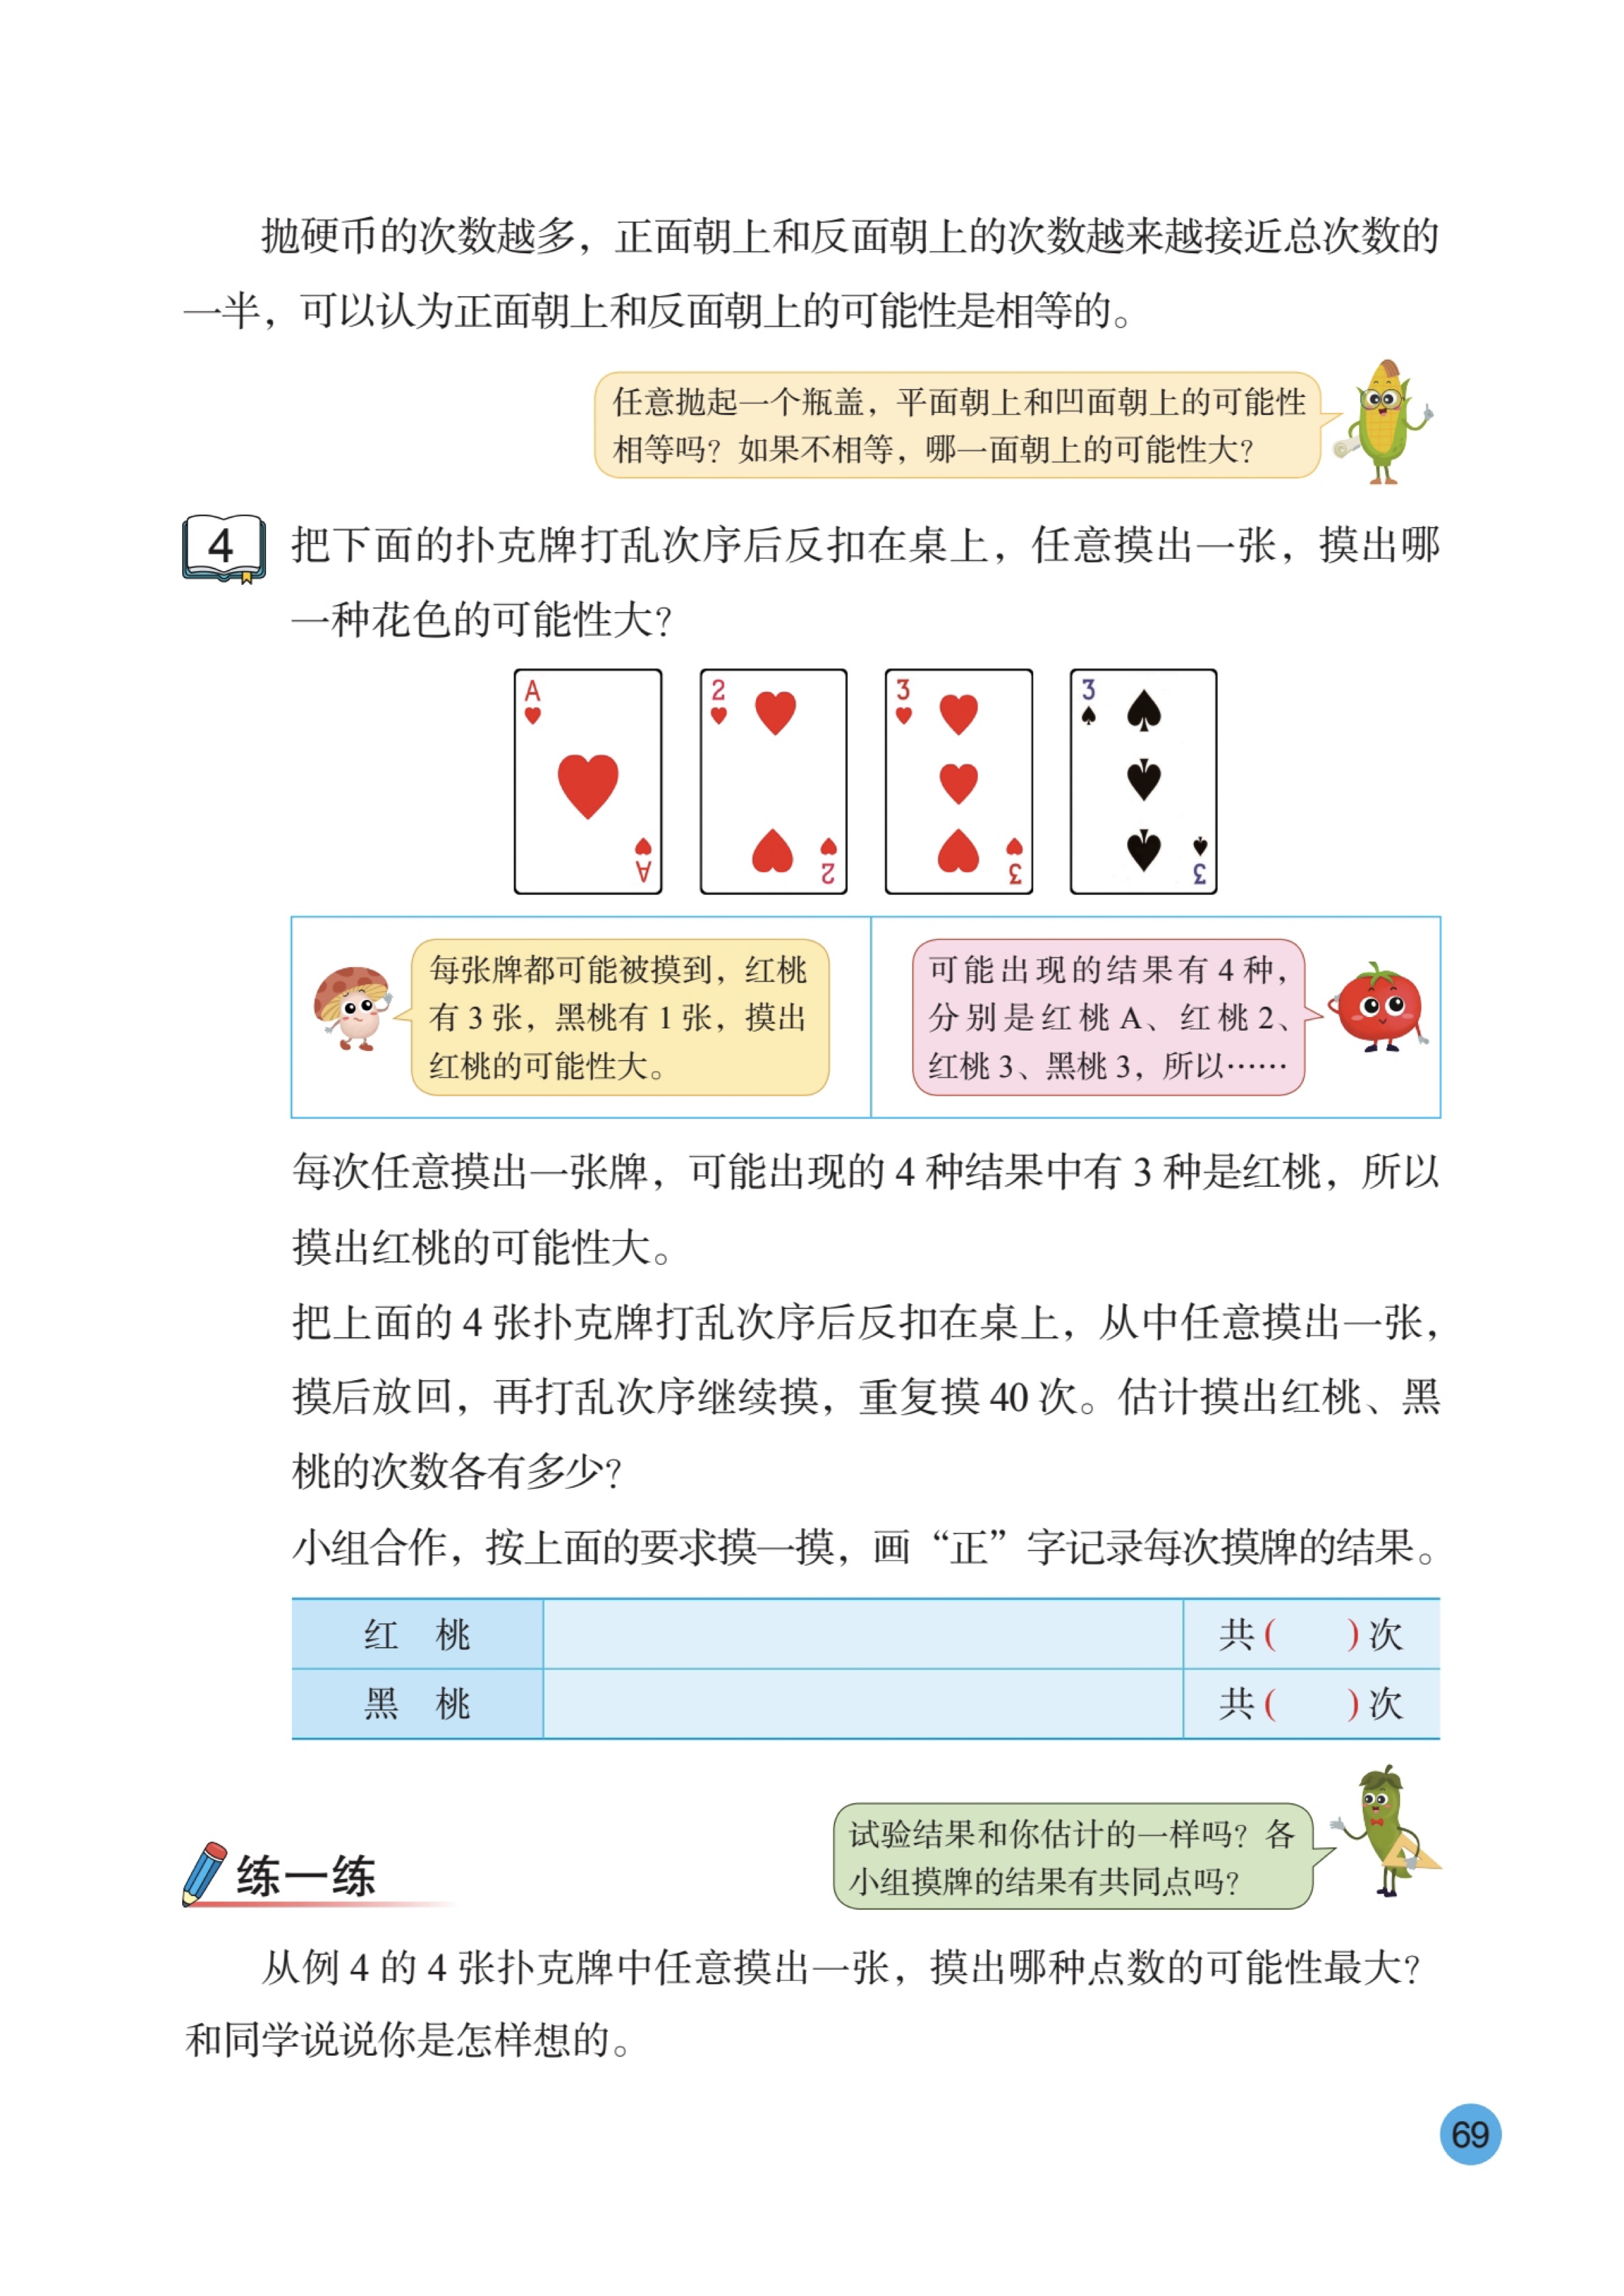 抛硬币的次数越多，正面朝上和反面朝上的次数越来越接近总次数的
一半，可以认为正面朝上和反面朝上的可能性是相等的。
任意抛起一个瓶盖，平面朝上和凹面朝上的可能性
相等吗？如果不相等，哪一面朝上的可能性大？
4 把下面的扑克牌打乱次序后反扣在桌上，任意摸出一张，摸出哪
一种花色的可能性大？
A 2 3 3
A 2 3 3
每张牌都可能被摸到，红桃
有 3 张，黑桃有 1 张，摸出
红桃的可能性大。
可能出现的结果有 4 种，
分别是红桃 A、红桃 2、
红桃 3、黑桃 3，所以……
每次任意摸出一张牌，可能出现的 4 种结果中有 3 种是红桃，所以
摸出红桃的可能性大。
把上面的 4 张扑克牌打乱次序后反扣在桌上，从中任意摸出一张，
摸后放回，再打乱次序继续摸，重复摸 40 次。估计摸出红桃、黑
桃的次数各有多少？
小组合作，按上面的要求摸一摸，画“正”字记录每次摸牌的结果。
红 桃 共( )次
黑 桃 共( )次
试验结果和你估计的一样吗？各
小组摸牌的结果有共同点吗？
练一练
从例 4 的 4 张扑克牌中任意摸出一张，摸出哪种点数的可能性最大？
和同学说说你是怎样想的。
69